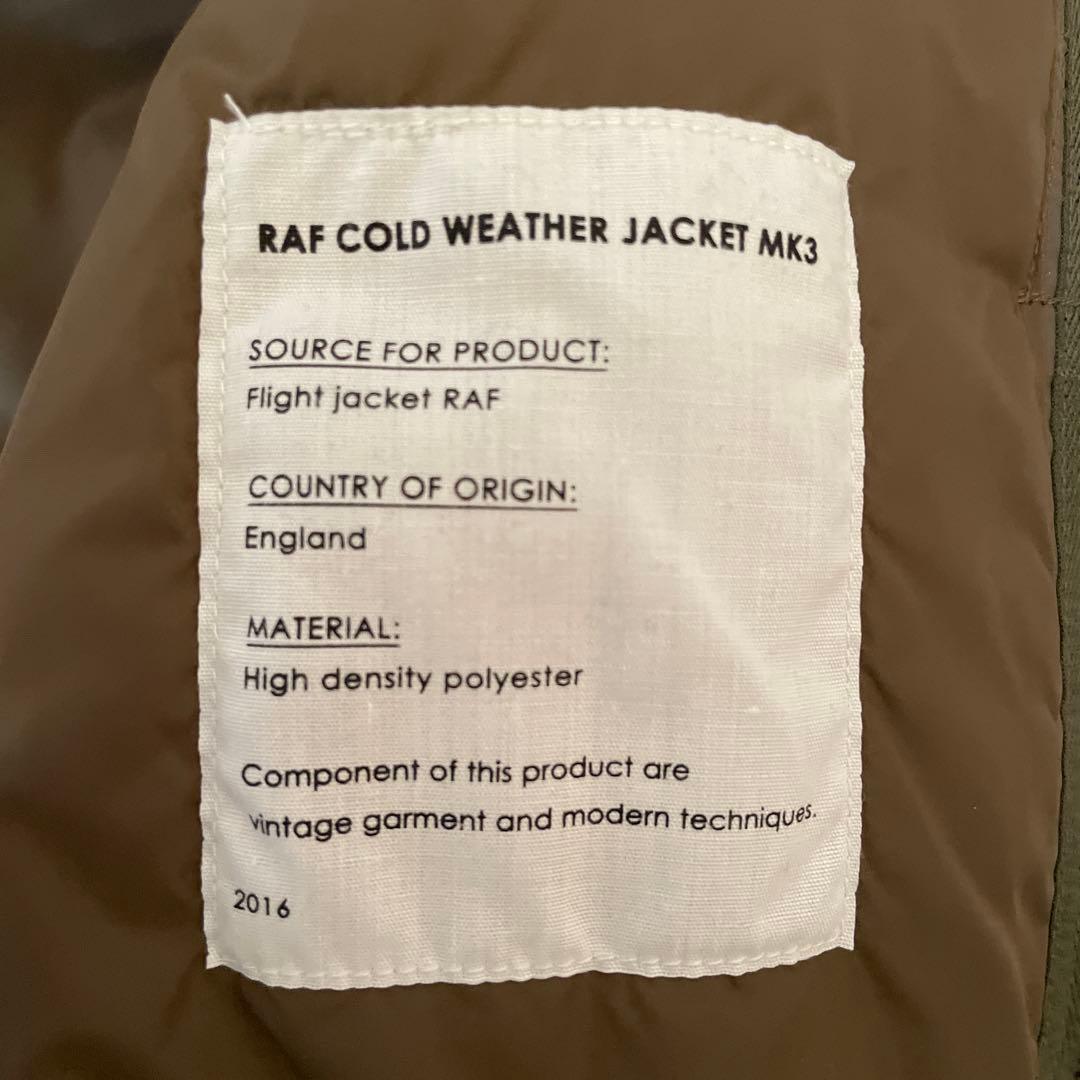 RAF COLD WEATHER JACKET MK3
SOURCE FOR PRODUCT:
Flight jacket RAF
COUNTRY OF ORIGIN:
England
MATERIAL:
High density polyester
Component of this product are
vintage garment and modern techniques.
2016